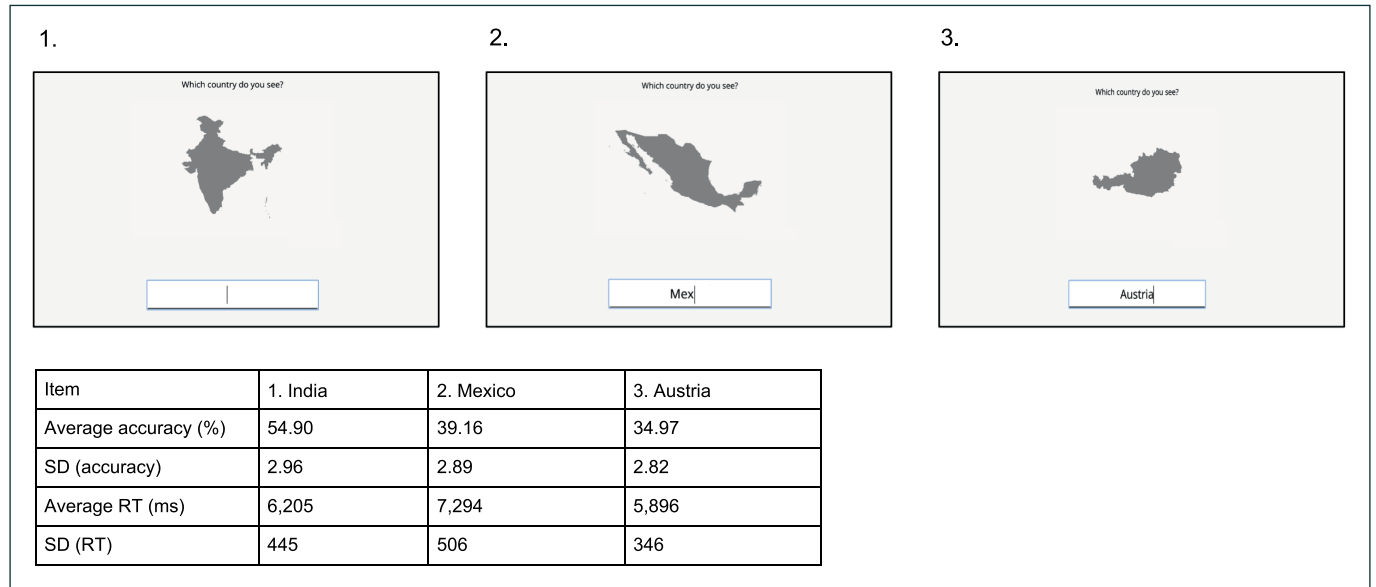 1.
2.
3.
Which country do you see?
Which country do you see?
Which country do you see?
Mex
Austria
Item 1. India 2. Mexico 3. Austria
Average accuracy (%) 54.90 39.16 34.97
SD (accuracy) 2.96 2.89 2.82
Average RT (ms) 6,205 7,294 5,896
SD (RT) 445 506 346